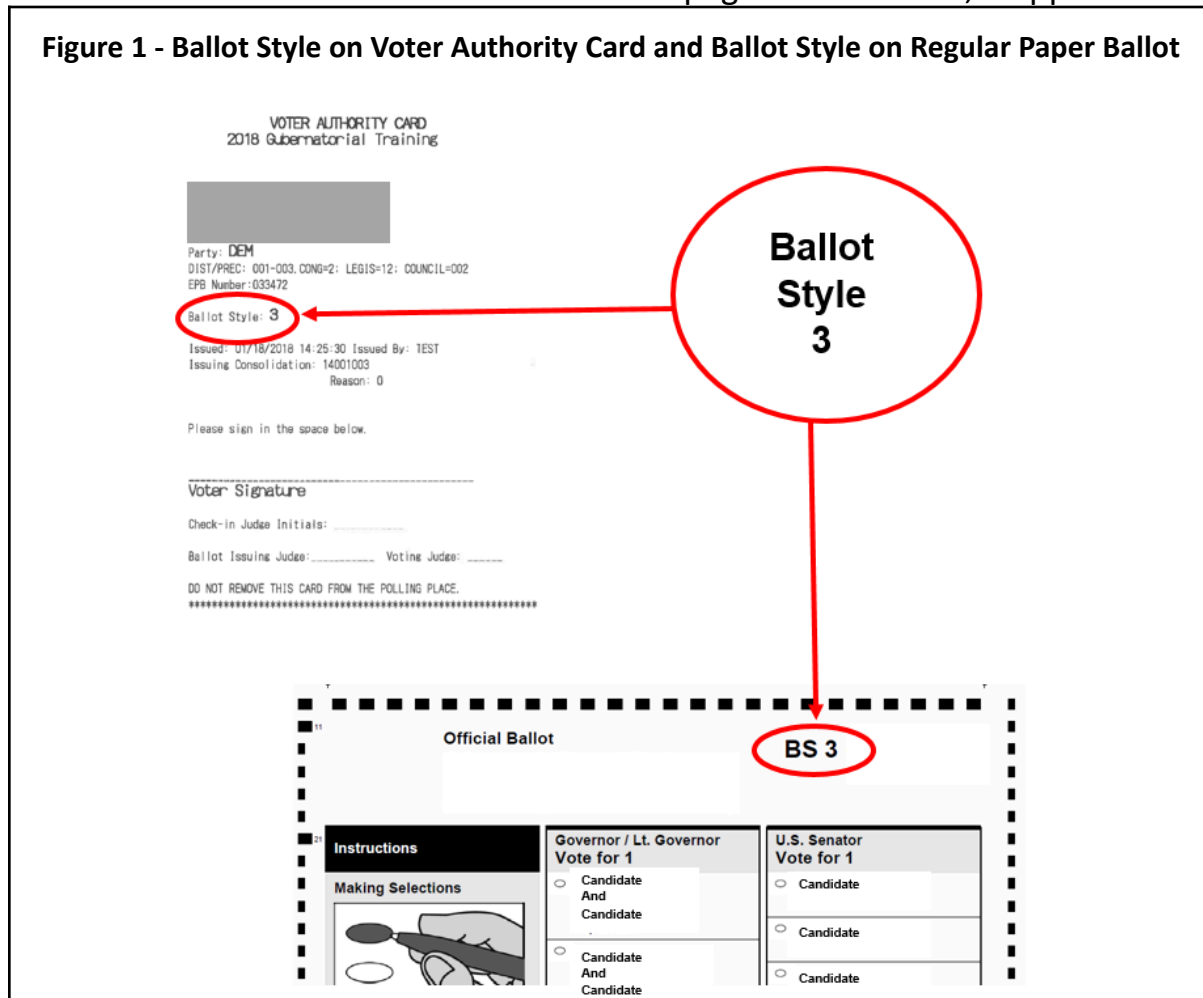 Figure 1 - Ballot Style on Voter Authority Card and Ballot Style on Regular Paper Ballot
VOTER AUTHORITY CARD
2018 Gubernatorial Training
Party: DEM
DIST/PREC: 001-003. CONG=2: LEGIS=12: COUNCIL=002
EPB Number:033472
Ballot Style: 3
Issued: 01/18/2018 14:25:30 Issued By: TEST
Issuing Consolidation: 14001003
Reason: 0
Please sign in the space below.
Voter Signature
Check-in Judge Initials: ____________
Ballot Issuing Judge:___________ Voting Judge: ______
DO NOT REMOVE THIS CARD FROM THE POLLING PLACE.
************************************************************
Ballot
Style
3
11
Official Ballot
BS 3
21
Instructions
Making Selections
Governor / Lt. Governor
Vote for 1
Candidate
And
Candidate
Candidate
And
Candidate
U.S. Senator
Vote for 1
Candidate
Candidate
Candidate